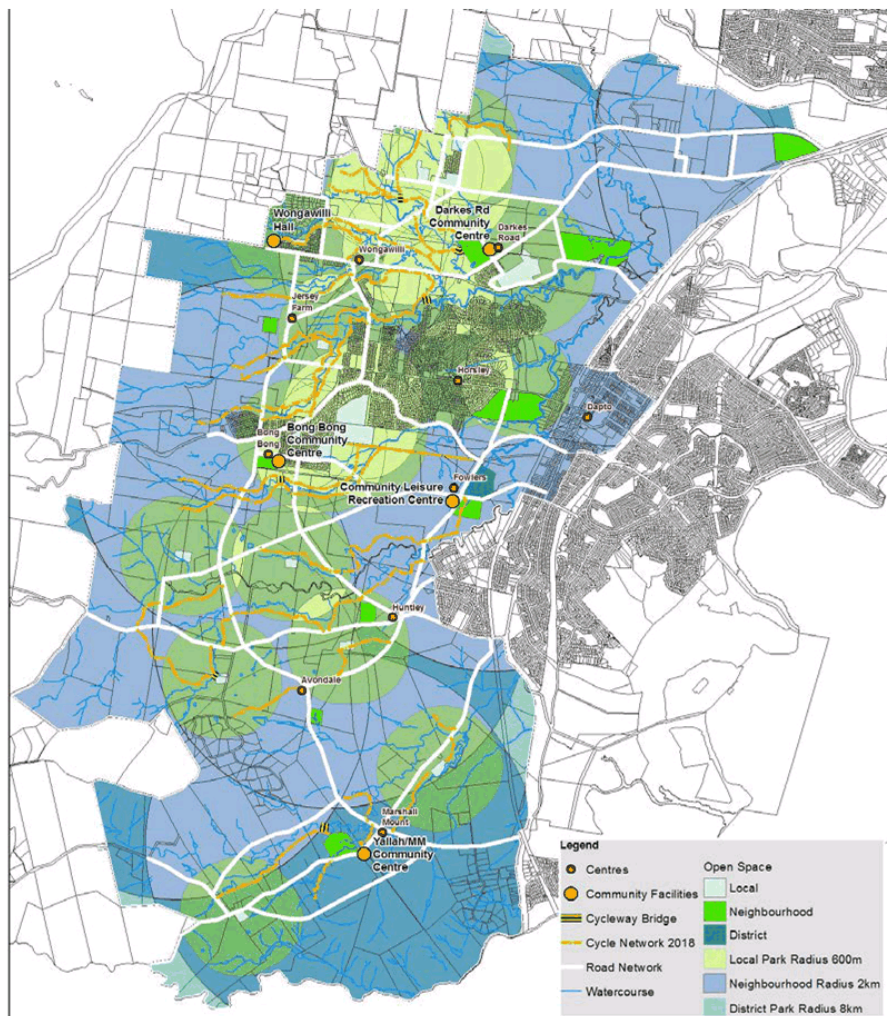 Wongawilli
Hall
Darkes Rd
Community
Centre
Darkes
Road
Wongawilli
Jersey
Farm
Horsley
Dapto
Bong
Bong
Bong Bong
Community
Centre
Community Leisure
Recreation Centre
Fowlers
Huntley
Avondale
Marshall
Mount
Yallah/MM
Community
Centre
Legend
Centres
Community Facilities
Cycleway Bridge
Cycle Network 2018
Road Network
Watercourse
Open Space
Local
Neighbourhood
District
Local Park Radius 600m
Neighbourhood Radius 2km
District Park Radius 8km